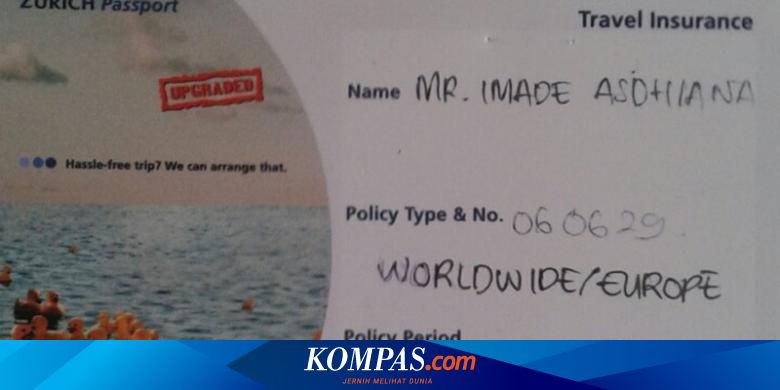 ZURICH Passport
Travel Insurance
UPGRADED
Name MR. IMADE ASDHIANA
Hassle-free trip? We can arrange that.
Policy Type & No. 060629.
WORLDWIDE/EUROPE
Policy Period
KOMPAS.com
JERNIH MELIHAT DUNIA